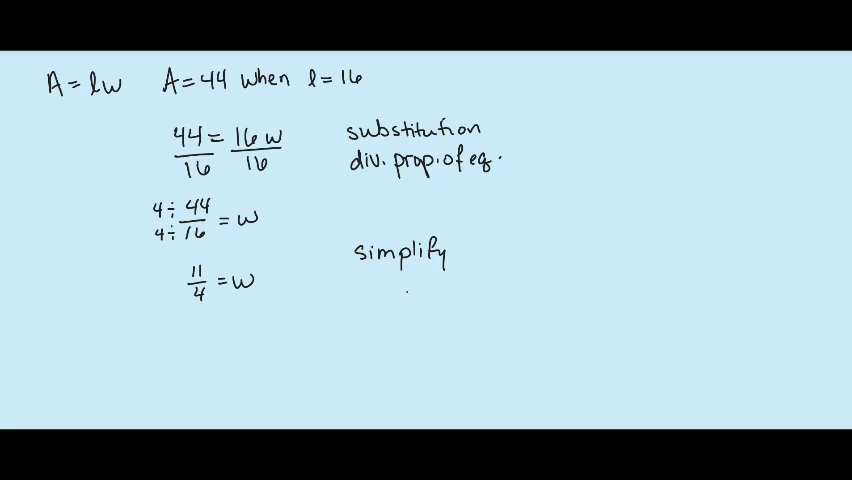 A = lw A = 44 when l = 16
44 = 16 w substitution
16 16 div. prop. of eq.
4 ÷ 44
4 ÷ 16 = w
simplify
11
4 = w